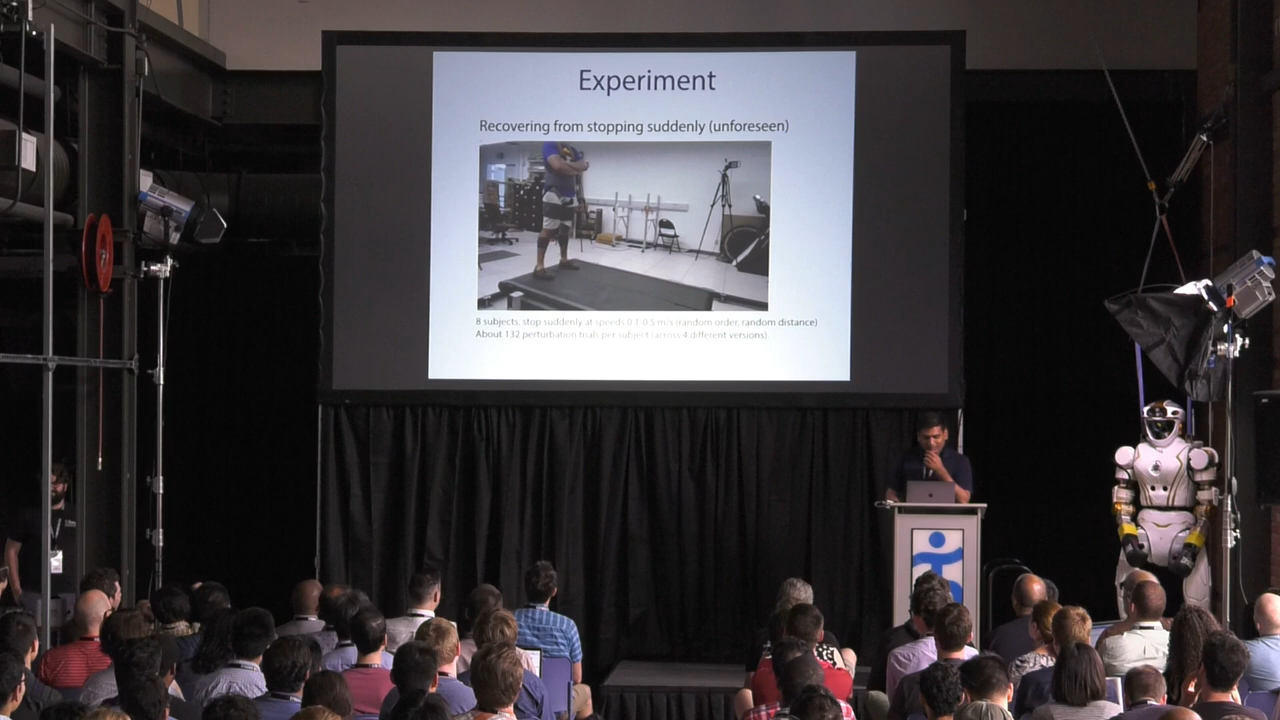 Experiment
Recovering from stopping suddenly (unforeseen)
8 subjects, stop suddenly at speeds 0.1-0.5 m/s (random order, random distance)
About 132 perturbation trials per subject (across 4 different versions)